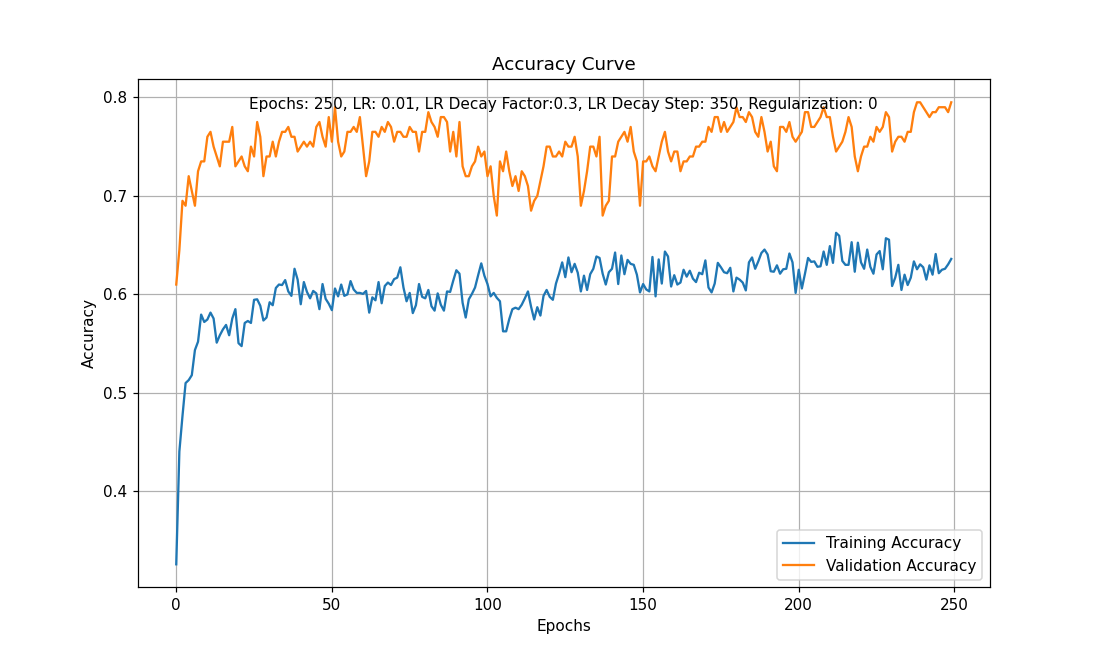 Accuracy Curve
Epochs: 250, LR: 0.01, LR Decay Factor:0.3, LR Decay Step: 350, Regularization: 0
0.8
0.7
0.6
0.5
0.4
Accuracy
0 50 100 150 200 250
Epochs
Training Accuracy
Validation Accuracy